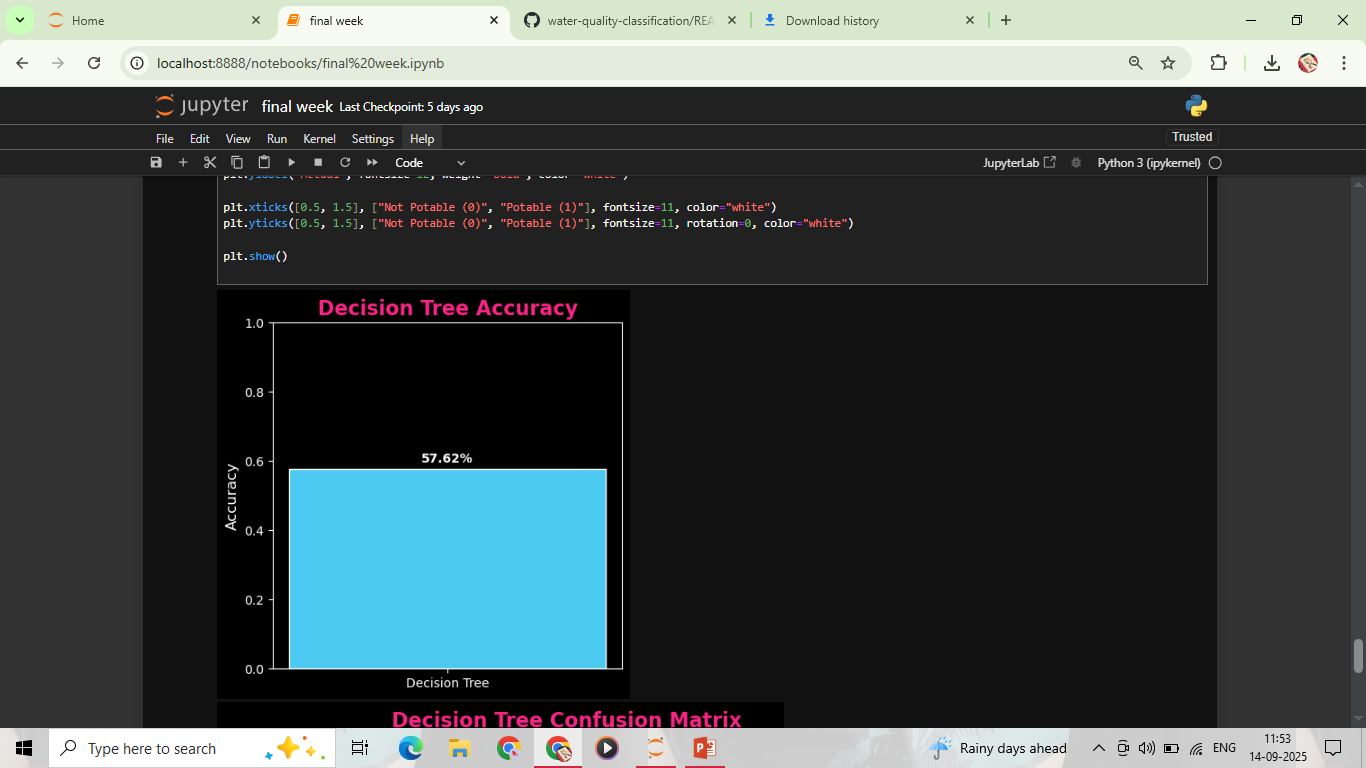 Home
final week
water-quality-classification/REA
Download history
localhost:8888/notebooks/final%20week.ipynb
jupyter final week Last Checkpoint: 5 days ago
File Edit View Run Kernel Settings Help Trusted
Code JupyterLab Python 3 (ipykernel)
plt.xticks([0.5, 1.5], ["Not Potable (0)", "Potable (1)"], fontsize=11, color="white")
plt.yticks([0.5, 1.5], ["Not Potable (0)", "Potable (1)"], fontsize=11, rotation=0, color="white")
plt.show()
Decision Tree Accuracy
1.0
0.8
57.62%
0.6
Accuracy
0.4
0.2
0.0
Decision Tree
Decision Tree Confusion Matrix
Type here to search
Rainy days ahead
ENG
11:53
14-09-2025